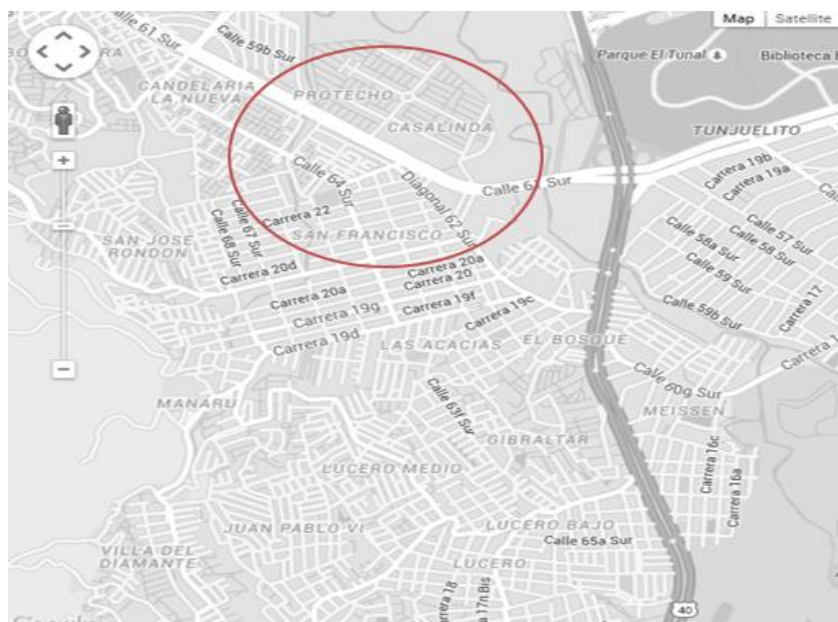 Map
Satellite
Calle 61 Sur
Calle 59b Sur
Parque El Tunal
Biblioteca
CANDELARIA
LA NUEVA
PROTECHO
CASALINDA
TUNJUELITO
Carrera 19b
Carrera 19a
Calle 64 Sur
Diagonal 62 Sur
Calle 61 Sur
Carrera 22
Calle 67 Sur
Calle 68 Sur
SAN FRANCISCO
SAN JOSE
RONDON
Calle 57
Calle 58
Calle 58a Sur
Calle 59 Sur
Carrera 20d
Carrera 20a
Carrera 20
Carrera 20a
Carrera 19g
Carrera 19f
Carrera 19c
Carrera 19d
Calle 59b Sur
Carrera 17
LAS ACACIAS
EL BOSQUE
Calle 60g Sur
MEISSEN
MANARU
Calle 63f Sur
GIBRALTAR
Carrera 16c
Carrera 16a
LUCERO MEDIO
JUAN PABLO VI
LUCERO BAJO
Calle 65a Sur
VILLA DEL
DIAMANTE
LUCERO
Carrera 18
17n Bis
40